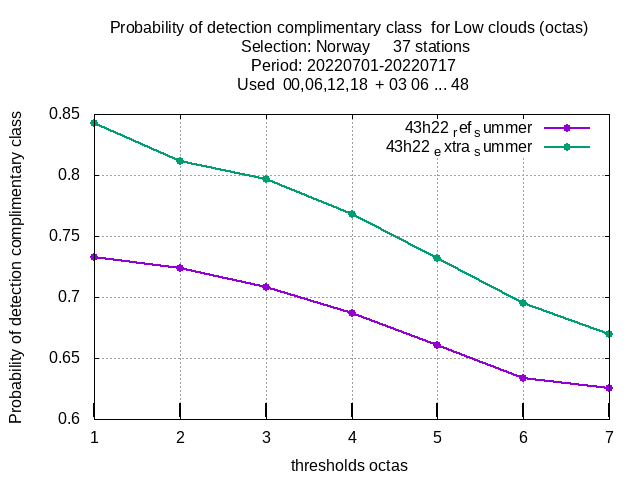 Probability of detection complimentary class  for Low clouds (octas)
Selection: Norway     37 stations
Period: 20220701-20220717
Used  00,06,12,18  + 03 06 ... 48
Probability of detection complimentary class
0.85
0.8
0.75
0.7
0.65
0.6
43h22 ref summer
43h22 extra summer
1 2 3 4 5 6 7
thresholds octas